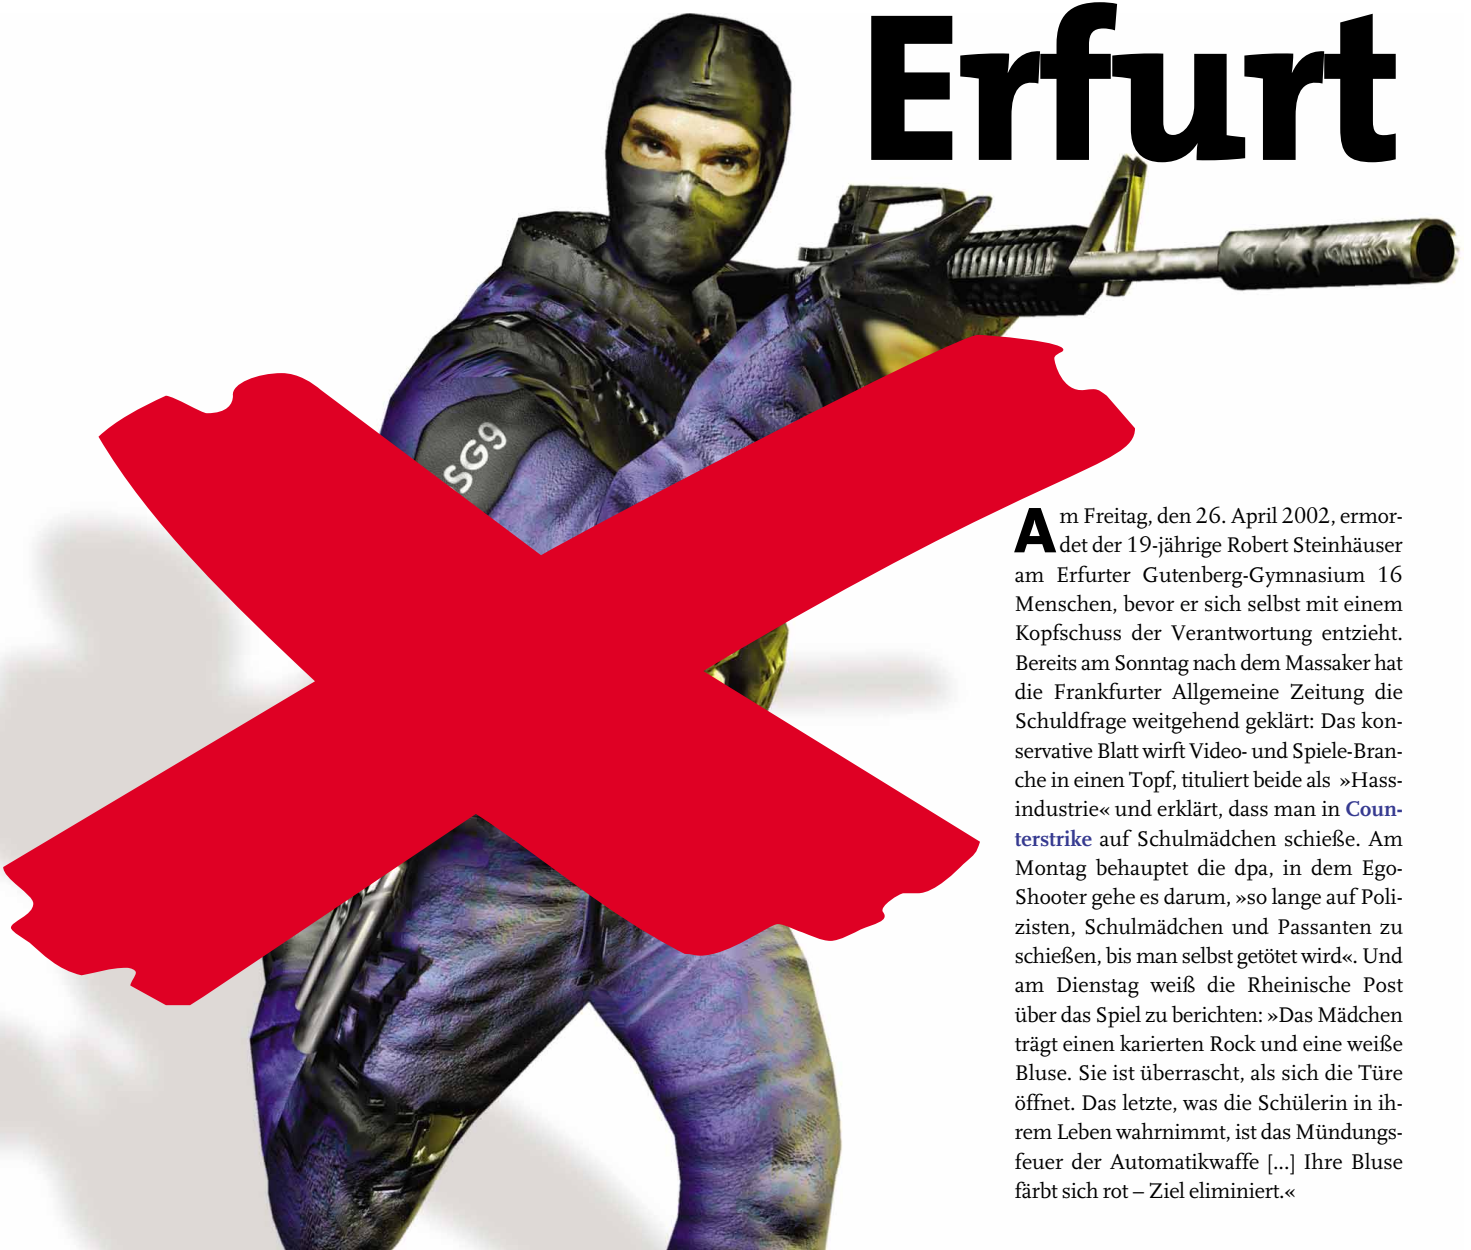 Erfurt
SG9
Am Freitag, den 26. April 2002, ermor-
det der 19-jährige Robert Steinhäuser
am Erfurter Gutenberg-Gymnasium 16
Menschen, bevor er sich selbst mit einem
Kopfschuss der Verantwortung entzieht.
Bereits am Sonntag nach dem Massaker hat
die Frankfurter Allgemeine Zeitung die
Schuldfrage weitgehend geklärt: Das kon-
servative Blatt wirft Video- und Spiele-Bran-
che in einen Topf, tituliert beide als »Hass-
industrie« und erklärt, dass man in Coun-
terstrike auf Schulmädchen schieße. Am
Montag behauptet die dpa, in dem Ego-
Shooter gehe es darum, »so lange auf Poli-
zisten, Schulmädchen und Passanten zu
schießen, bis man selbst getötet wird«. Und
am Dienstag weiß die Rheinische Post
über das Spiel zu berichten: »Das Mädchen
trägt einen karierten Rock und eine weiße
Bluse. Sie ist überrascht, als sich die Türe
öffnet. Das letzte, was die Schülerin in ih-
rem Leben wahrnimmt, ist das Mündungs-
feuer der Automatikwaffe [...] Ihre Bluse
färbt sich rot – Ziel eliminiert.«